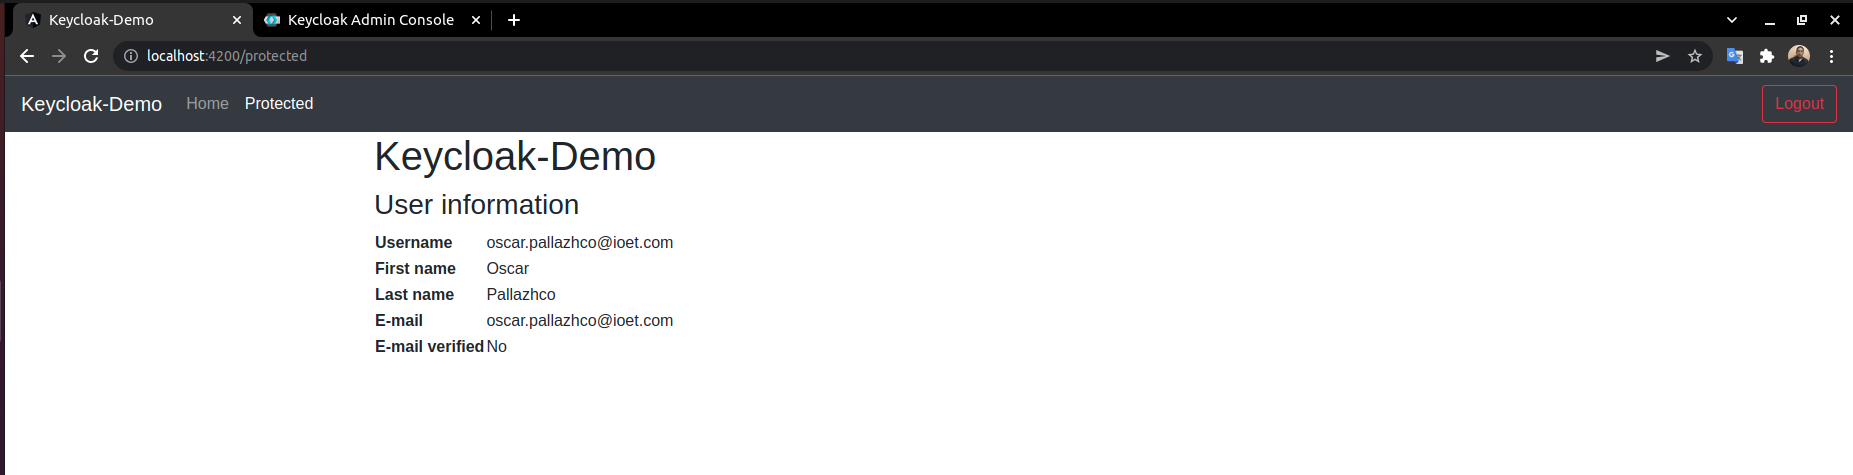 Keycloak-Demo
Keycloak Admin Console
localhost:4200/protected
Keycloak-Demo Home Protected Logout
Keycloak-Demo
User information
Username oscar.pallazhco@ioet.com
First name Oscar
Last name Pallazhco
E-mail oscar.pallazhco@ioet.com
E-mail verified No